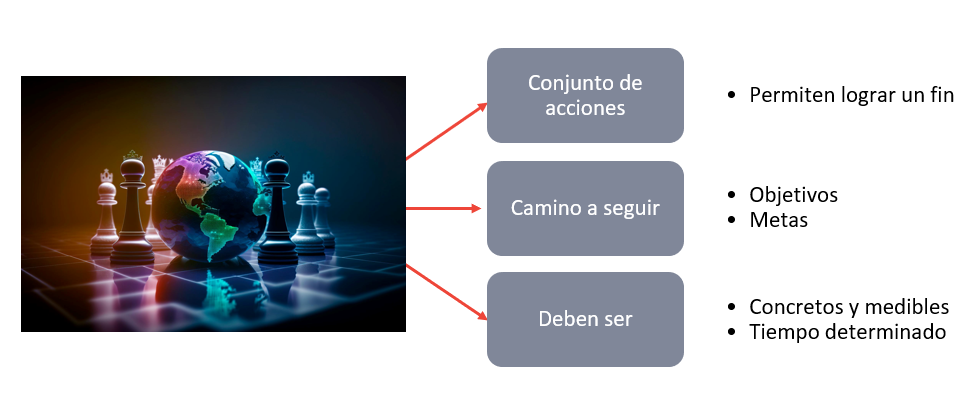 Conjunto de
acciones
• Permiten lograr un fin
Camino a seguir
• Objetivos
• Metas
Deben ser
• Concretos y medibles
• Tiempo determinado